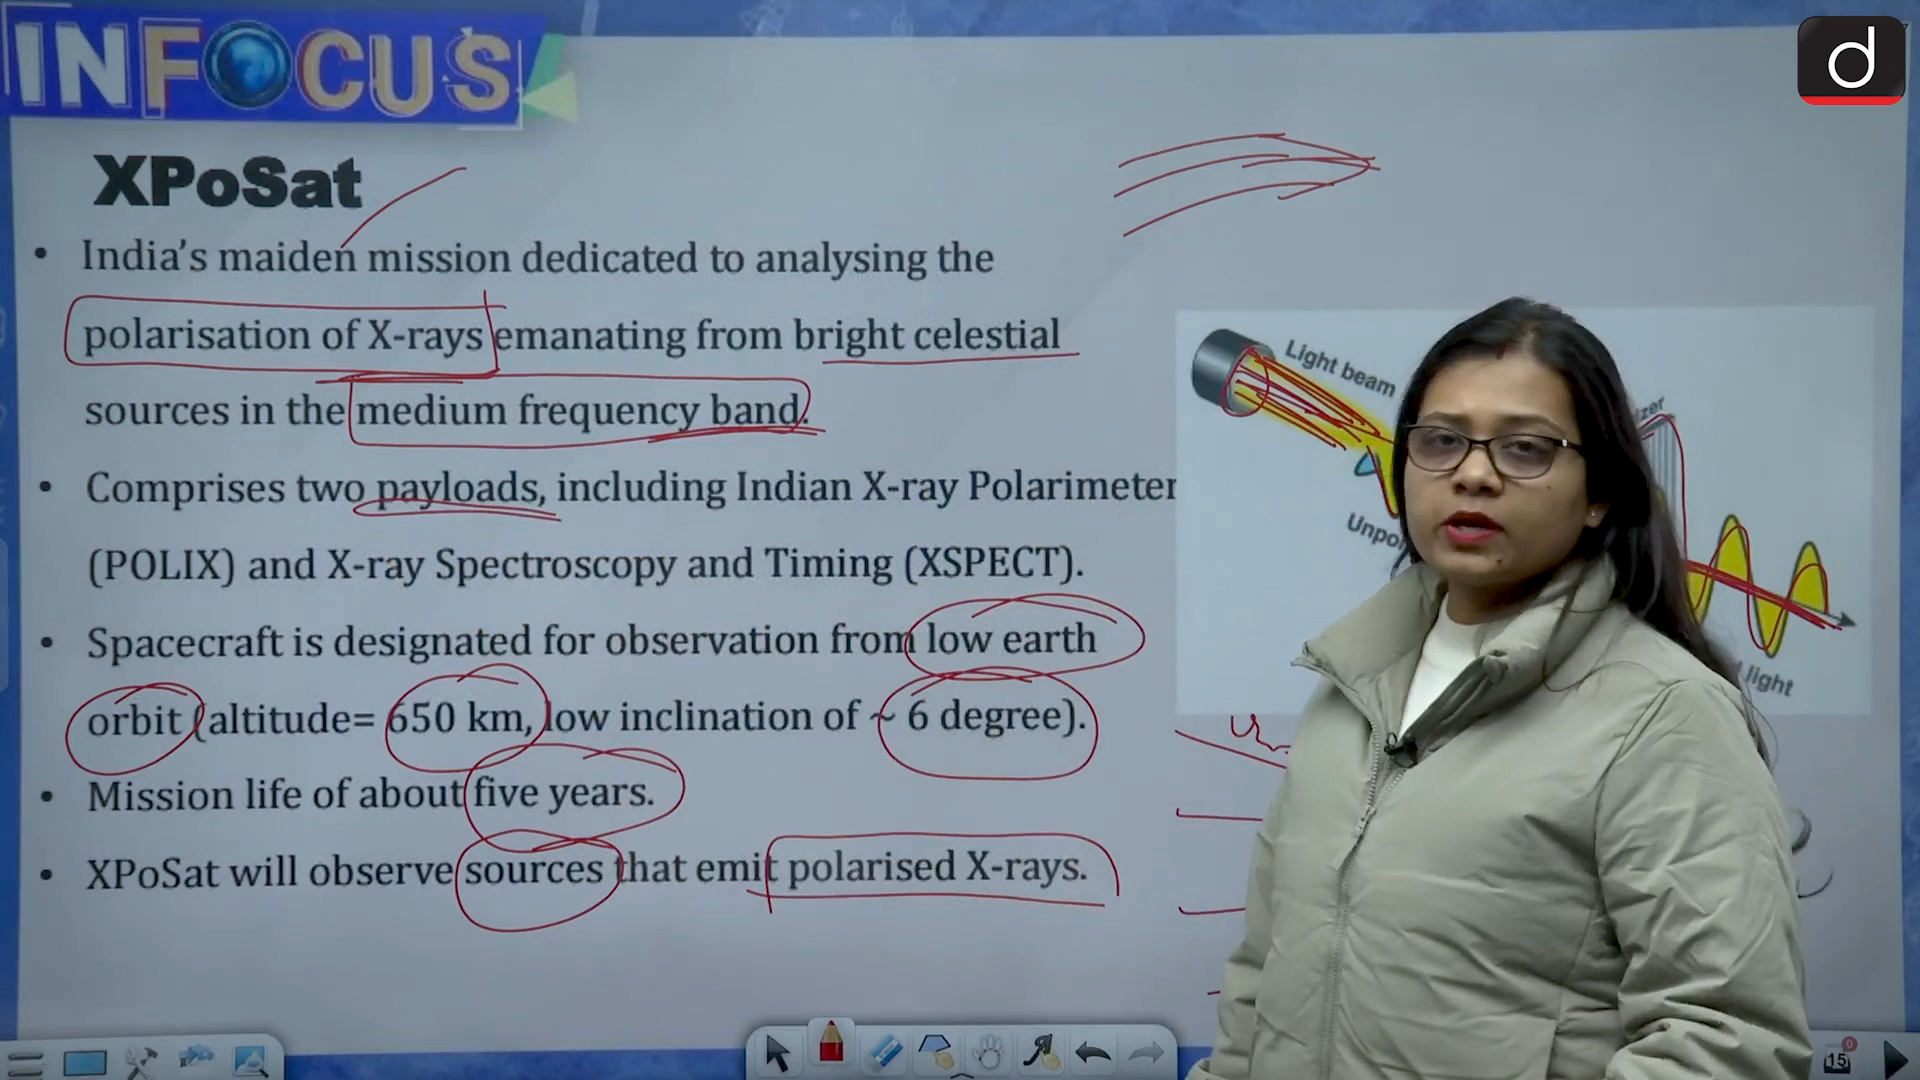 INFOCUS
d
XPoSat
• India's maiden mission dedicated to analysing the
polarisation of X-rays emanating from bright celestial
sources in the medium frequency band.
• Comprises two payloads, including Indian X-ray Polarimeter
(POLIX) and X-ray Spectroscopy and Timing (XSPECT).
• Spacecraft is designated for observation from low earth
orbit (altitude= 650 km, low inclination of ~ 6 degree).
• Mission life of about five years.
• XPoSat will observe sources that emit polarised X-rays.
Light beam
light
15
0